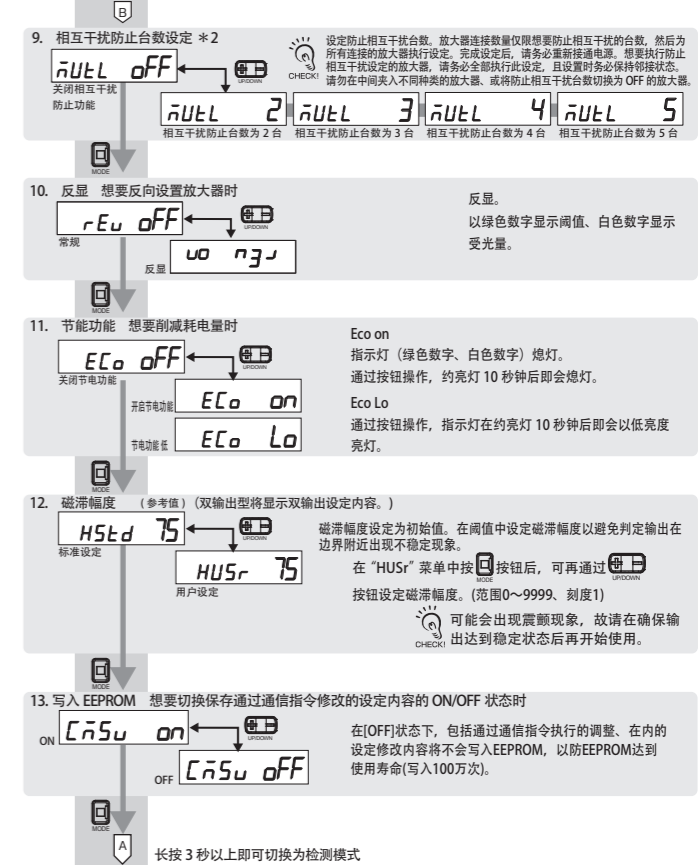 B
9. 相互干扰防止台数设定 ＊2
CHECK!
设定防止相互干扰台数。放大器连接数量仅限想要防止相互干扰的台数，然后为
所有连接的放大器执行设定。完成设定后，请务必重新接通电源。想要执行防止
相互干扰设定的放大器，请务必全部执行此设定，且设置时务必保持邻接状态。
请勿在中间夹入不同种类的放大器、或将防止相互干扰台数切换为 OFF 的放大器。
MUtL oFF
UP/DOWN
关闭相互干扰
防止功能
MUtL 2
MUtL 3
MUtL 4
MUtL 5
相互干扰防止台数为 2 台
相互干扰防止台数为 3 台
相互干扰防止台数为 4 台
相互干扰防止台数为 5 台
MODE
10. 反显 想要反向设置放大器时
rEv oFF
UP/DOWN
常规
反显
rEv on
反显。
以绿色数字显示阈值、白色数字显示
受光量。
MODE
11. 节能功能 想要削减耗电量时
ECo oFF
UP/DOWN
关闭节电功能
开启节电功能
ECo on
节电功能低
ECo Lo
Eco on
指示灯（绿色数字、白色数字）熄灯。
通过按钮操作，约亮灯 10 秒钟后即会熄灯。
Eco Lo
通过按钮操作，指示灯在约亮灯 10 秒钟后即会以低亮度
亮灯。
MODE
12. 磁滞幅度 （参考值）（双输出型将显示双输出设定内容。）
HStd 75
UP/DOWN
标准设定
HUSr 75
用户设定
磁滞幅度设定为初始值。在阈值中设定磁滞幅度以避免判定输出在
边界附近出现不稳定现象。
在 “HUSr” 菜单中按 MODE 按钮后，可再通过 UP/DOWN
按钮设定磁滞幅度。(范围0～9999、刻度1)
CHECK!
可能会出现震颤现象，故请在确保输
出达到稳定状态后再开始使用。
MODE
13. 写入 EEPROM 想要切换保存通过通信指令修改的设定内容的 ON/OFF 状态时
ON
CMSv on
UP/DOWN
OFF
CMSv oFF
在[OFF]状态下，包括通过通信指令执行的调整、在内的
设定修改内容将不会写入EEPROM，以防EEPROM达到
使用寿命(写入100万次)。
MODE
A
长按 3 秒以上即可切换为检测模式